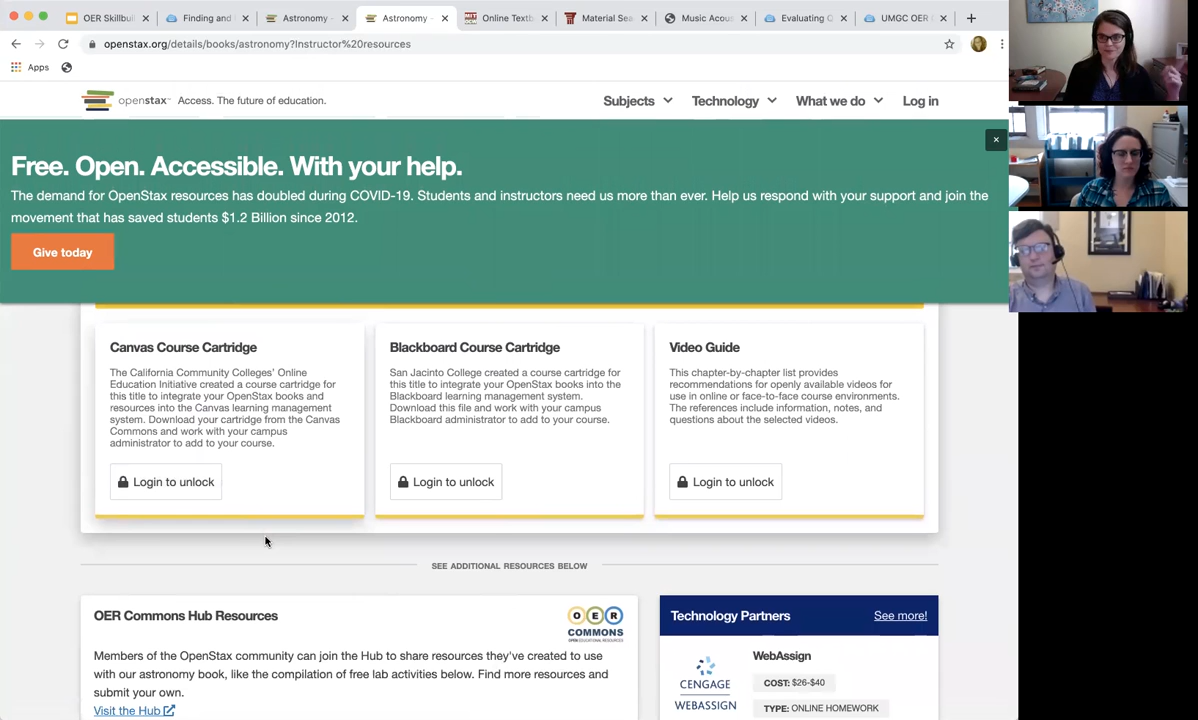 OER Skillbui
Finding and
Astronomy -
Astronomy -
Online Textb
Material Sea
Music Acous
Evaluating O
UMGC OER
openstax.org/details/books/astronomy?Instructor%20resources
Apps
openstax™ Access. The future of education.
Subjects Technology What we do Log in
Free. Open. Accessible. With your help.
The demand for OpenStax resources has doubled during COVID-19. Students and instructors need us more than ever. Help us respond with your support and join the
movement that has saved students $1.2 Billion since 2012.
Give today
Canvas Course Cartridge
The California Community Colleges' Online
Education Initiative created a course cartridge for
this title to integrate your OpenStax books and
resources into the Canvas learning management
system. Download your cartridge from the Canvas
Commons and work with your campus
administrator to add to your course.
Login to unlock
Blackboard Course Cartridge
San Jacinto College created a course cartridge for
this title to integrate your OpenStax books into the
Blackboard learning management system.
Download this file and work with your campus
Blackboard administrator to add to your course.
Login to unlock
Video Guide
This chapter-by-chapter list provides
recommendations for openly available videos for
use in online or face-to-face course environments.
The references include information, notes, and
questions about the selected videos.
Login to unlock
SEE ADDITIONAL RESOURCES BELOW
OER Commons Hub Resources
OER
COMMONS
OPEN EDUCATIONAL RESOURCES
Members of the OpenStax community can join the Hub to share resources they've created to use
with our astronomy book, like the compilation of free lab activities below. Find more resources and
submit your own.
Visit the Hub
Technology Partners See more!
CENGAGE
WEBASSIGN
WebAssign
COST: $26-$40
TYPE: ONLINE HOMEWORK